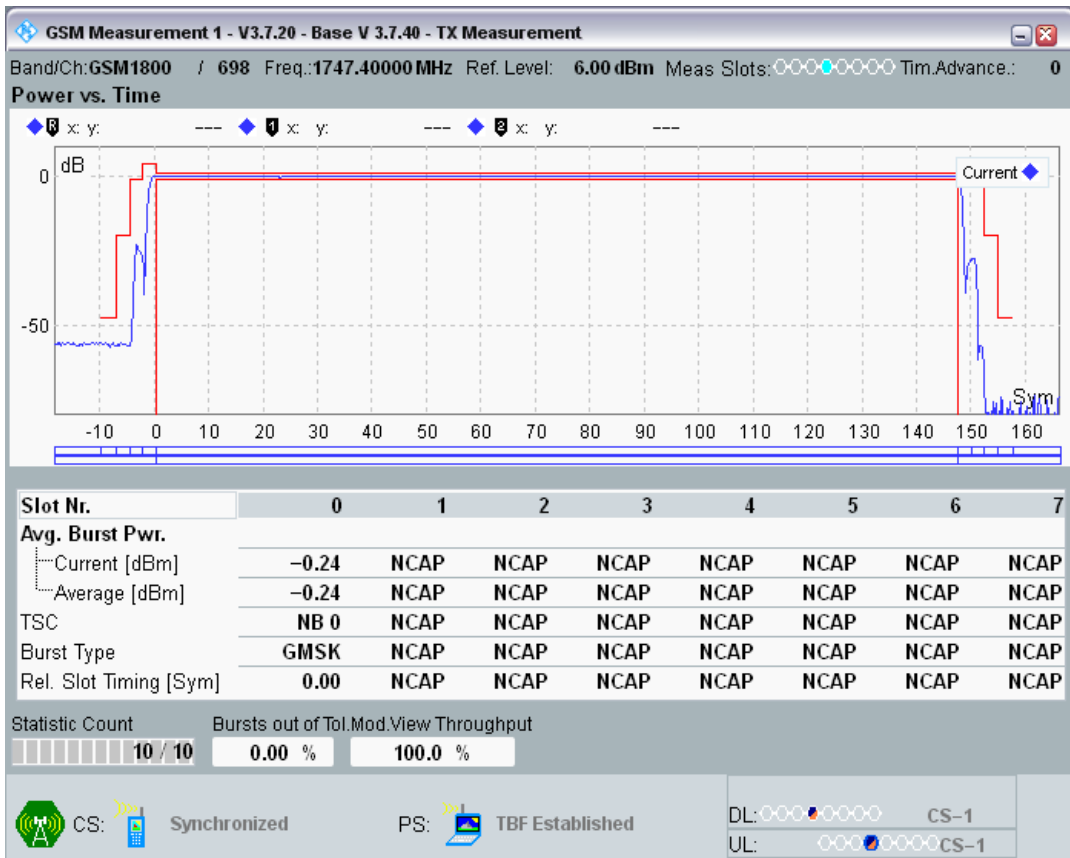 GSM Measurement 1 - V3.7.20 - Base V 3.7.40 - TX Measurement
Band/Ch:GSM1800 / 698 Freq.:1747.40000 MHz Ref. Level: 6.00 dBm Meas Slots: Tim.Advance.: 0
Power vs. Time
R x: y: --- 1 x: y: --- 2 x: y: ---
dB
Current
0
-50
Sym
-10 0 10 20 30 40 50 60 70 80 90 100 110 120 130 140 150 160
Slot Nr. 0 1 2 3 4 5 6 7
Avg. Burst Pwr.
Current [dBm] -0.24 NCAP NCAP NCAP NCAP NCAP NCAP NCAP
Average [dBm] -0.24 NCAP NCAP NCAP NCAP NCAP NCAP NCAP
TSC NB 0 NCAP NCAP NCAP NCAP NCAP NCAP NCAP
Burst Type GMSK NCAP NCAP NCAP NCAP NCAP NCAP NCAP
Rel. Slot Timing [Sym] 0.00 NCAP NCAP NCAP NCAP NCAP NCAP NCAP
Statistic Count Bursts out of Tol. Mod.View Throughput
10 / 10 0.00 % 100.0 %
CS: Synchronized PS: TBF Established
DL: CS-1
UL: CS-1